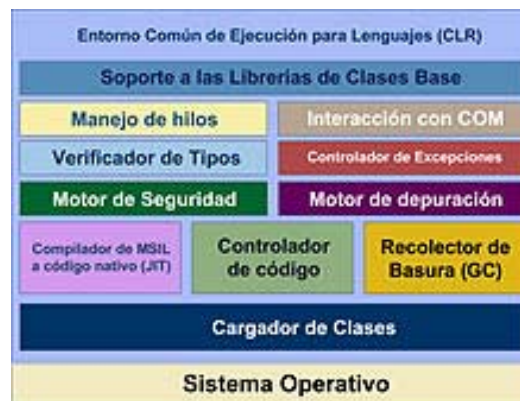 Entorno Común de Ejecución para Lenguajes (CLR)
Soporte a las Librerias de Clases Base
Manejo de hilos
Interacción con COM
Verificador de Tipos
Controlador de Excepciones
Motor de Seguridad
Motor de depuración
Compilador de MSIL
a código nativo (JIT)
Controlador
de código
Recolector de
Basura (GC)
Cargador de Clases
Sistema Operativo